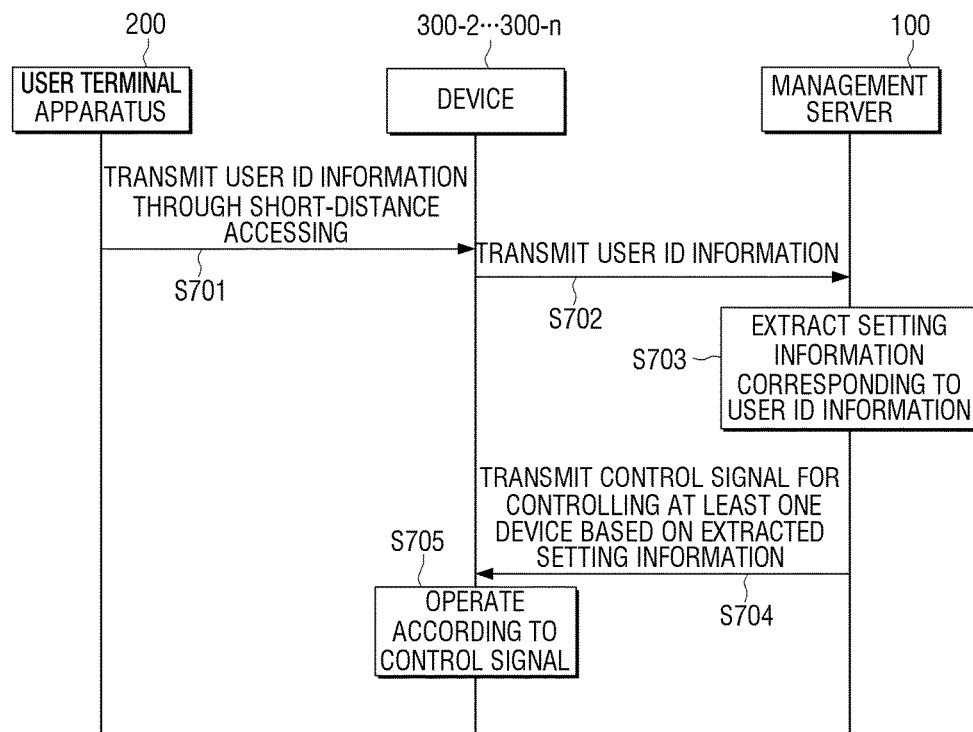 200
300-2···300-n
100
USER TERMINAL
APPARATUS
DEVICE
MANAGEMENT
SERVER
TRANSMIT USER ID INFORMATION
THROUGH SHORT-DISTANCE
ACCESSING
S701
TRANSMIT USER ID INFORMATION
S702
S703
EXTRACT SETTING
INFORMATION
CORRESPONDING TO
USER ID INFORMATION
TRANSMIT CONTROL SIGNAL FOR
CONTROLLING AT LEAST ONE
DEVICE BASED ON EXTRACTED
SETTING INFORMATION
S704
S705
OPERATE
ACCORDING TO
CONTROL SIGNAL